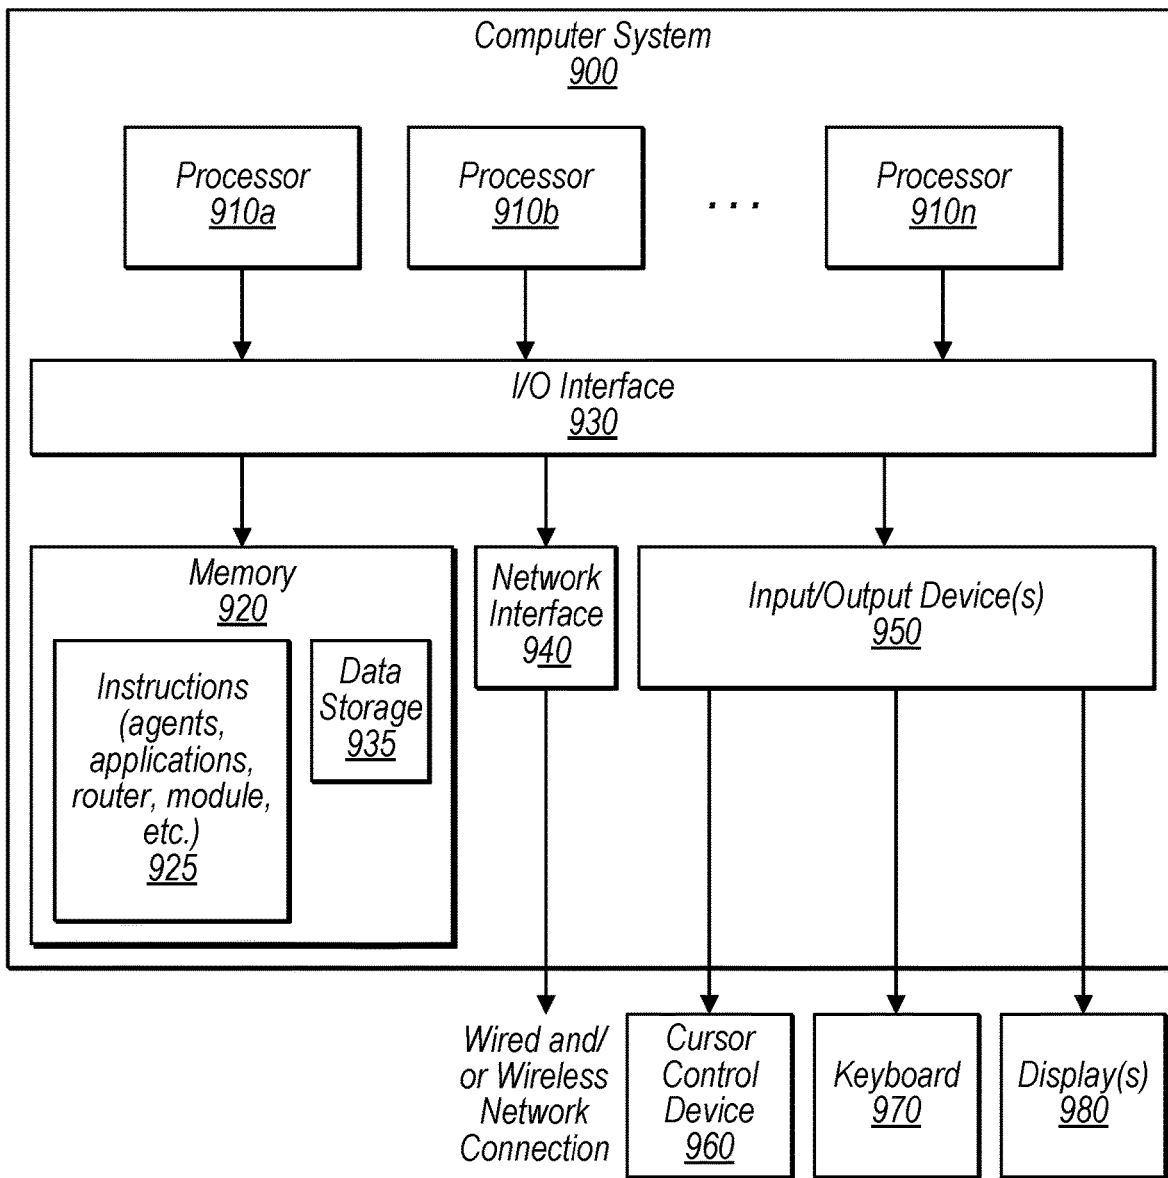 Computer System
900
Processor
910a
Processor
910b
. . .
Processor
910n
I/O Interface
930
Memory
920
Instructions
(agents,
applications,
router, module,
etc.)
925
Data
Storage
935
Network
Interface
940
Input/Output Device(s)
950
Wired and/
or Wireless
Network
Connection
Cursor
Control
Device
960
Keyboard
970
Display(s)
980